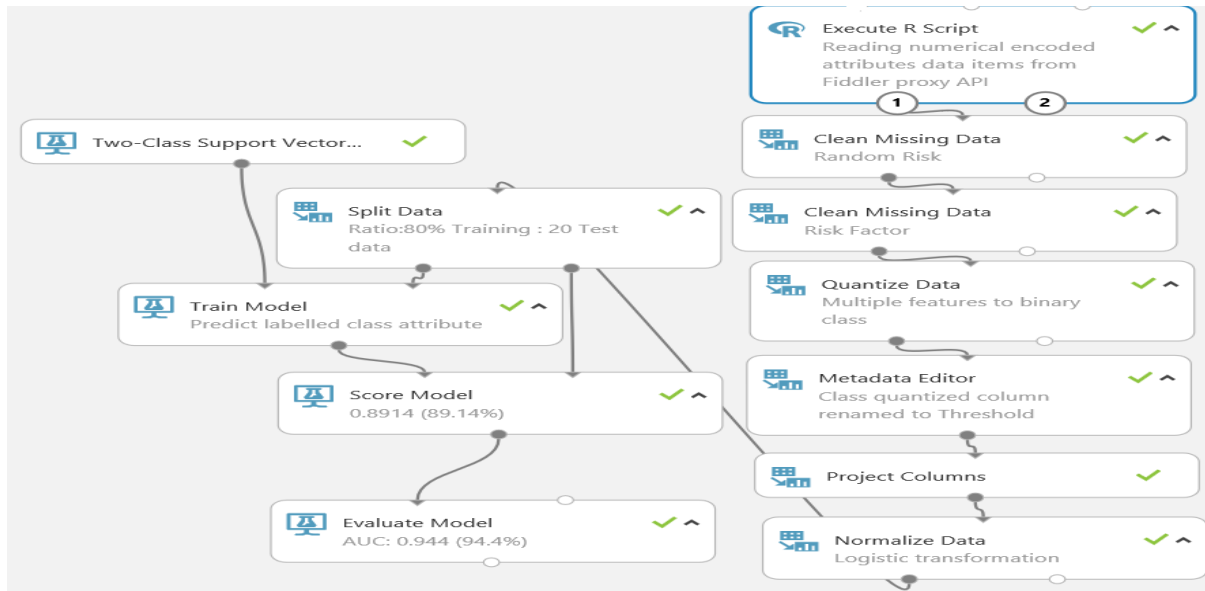 Execute R Script
Reading numerical encoded
attributes data items from
Fiddler proxy API
1
2
Clean Missing Data
Random Risk
Clean Missing Data
Risk Factor
Quantize Data
Multiple features to binary
class
Metadata Editor
Class quantized column
renamed to Threshold
Project Columns
Normalize Data
Logistic transformation
Two-Class Support Vector...
Split Data
Ratio:80% Training : 20 Test
data
Train Model
Predict labelled class attribute
Score Model
0.8914 (89.14%)
Evaluate Model
AUC: 0.944 (94.4%)